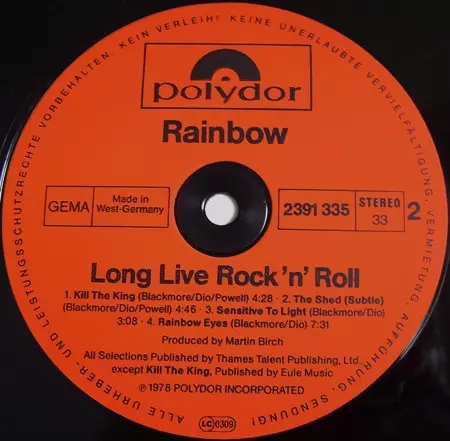 polydor
Rainbow
GEMA
Made in
West-Germany
2391 335
STEREO
33
2
Long Live Rock 'n' Roll
1. Kill The King (Blackmore/Dio/Powell) 4:28 · 2. The Shed (Subtle)
(Blackmore/Dio/Powell) 4:46 · 3. Sensitive To Light (Blackmore/Dio)
3:08 · 4. Rainbow Eyes (Blackmore/Dio) 7:31
Produced by Martin Birch
All Selections Published by Thames Talent Publishing, Ltd.
except Kill The King, Published by Eule Music
℗ 1978 POLYDOR INCORPORATED
LC 0309
ALLE URHEBER- UND LEISTUNGSSCHUTZRECHTE VORBEHALTEN. KEIN VERLEIH! KEINE UNERLAUBTE VERVIELFÄLTIGUNG, VERMIETUNG, AUFFÜHRUNG, SENDUNG!